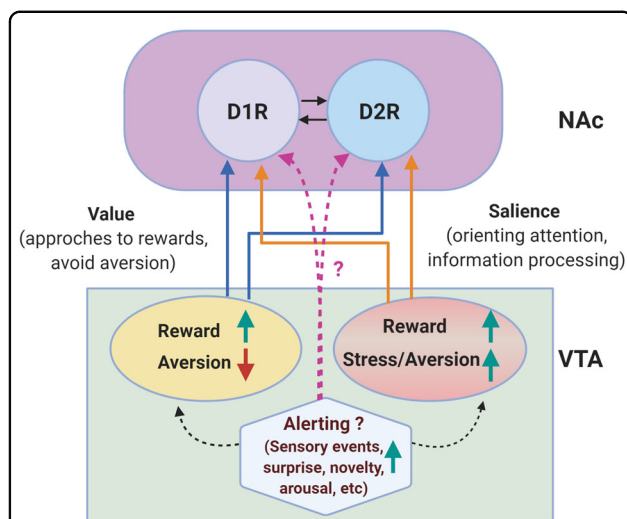 D1R
D2R
NAc
Value
(approches to rewards,
avoid aversion)
Salience
(orienting attention,
information processing)
?
Reward
Aversion
Reward
Stress/Aversion
VTA
Alerting ?
(Sensory events,
surprise, novelty,
arousal, etc)